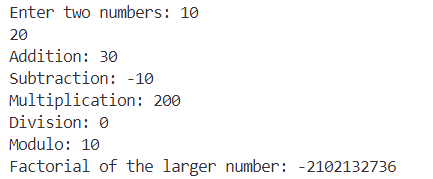 Enter two numbers: 10
20
Addition: 30
Subtraction: -10
Multiplication: 200
Division: 0
Modulo: 10
Factorial of the larger number: -2102132736